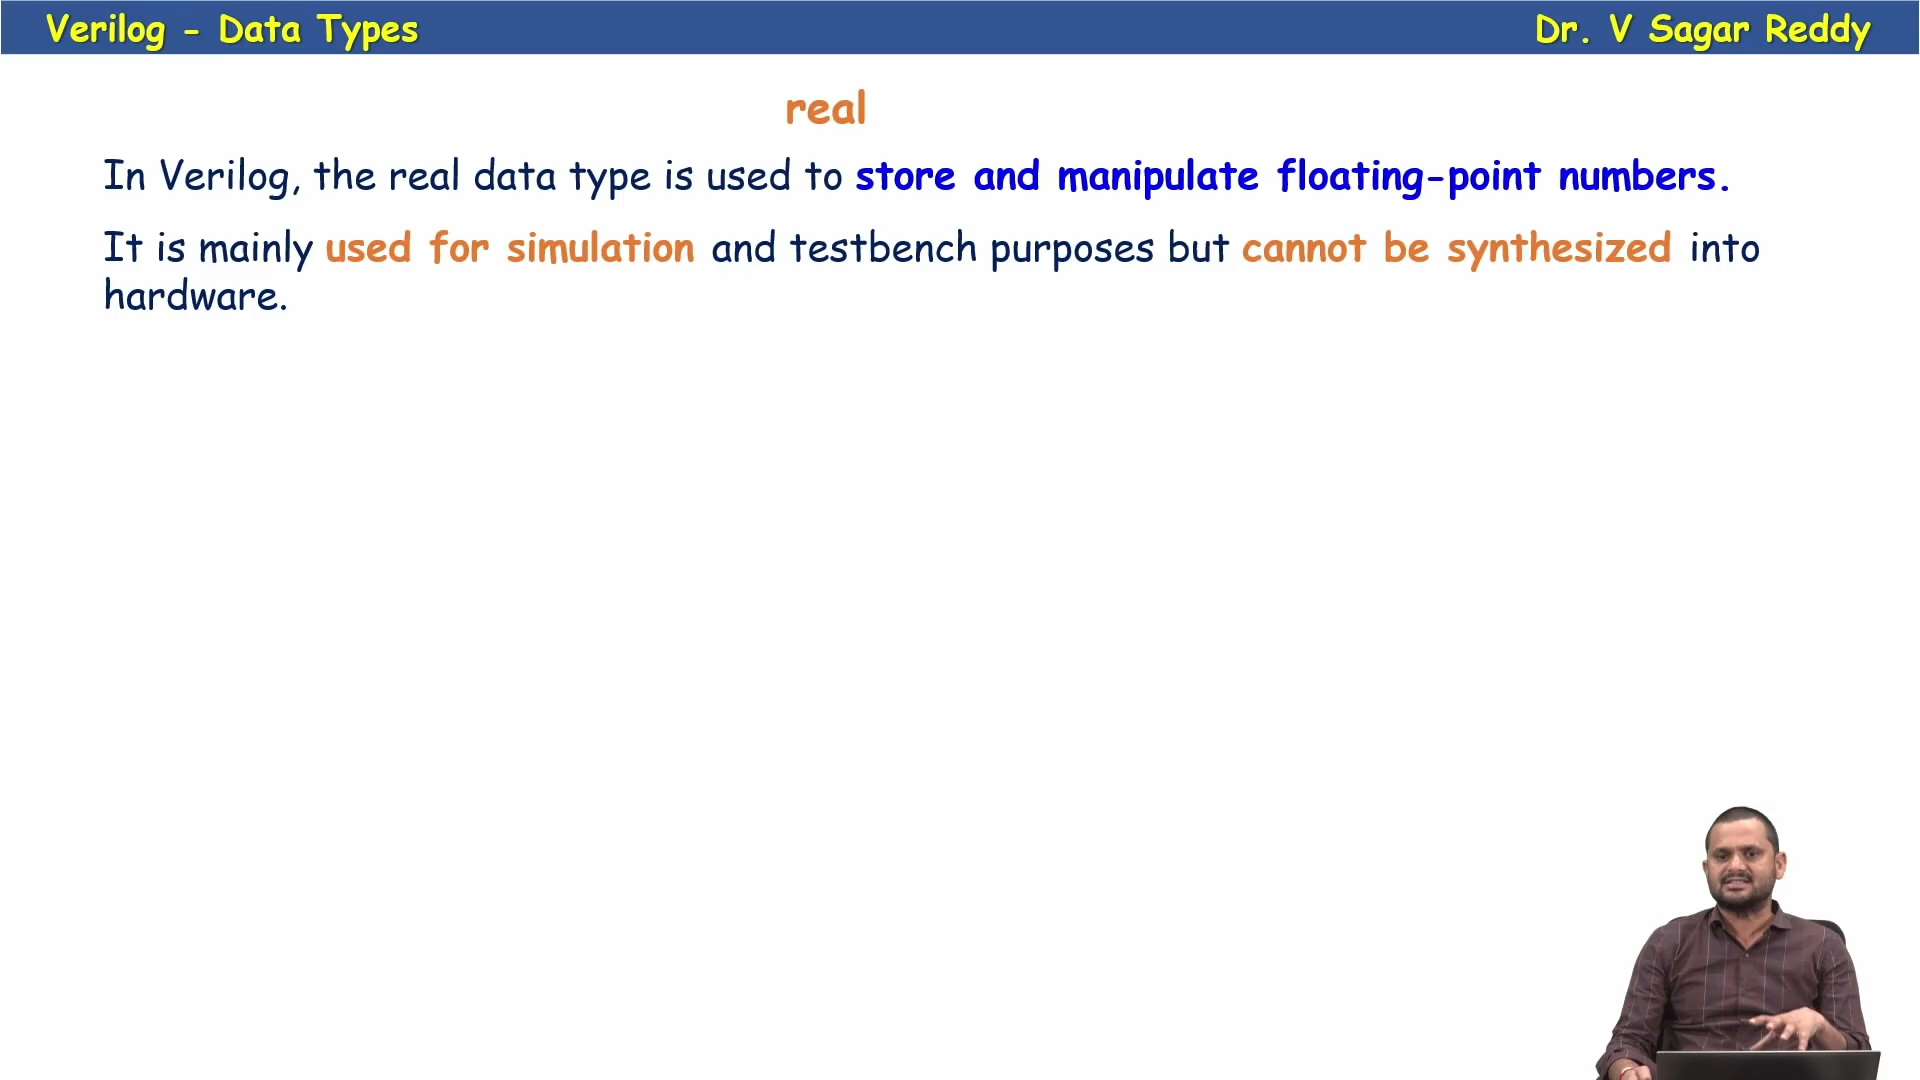 Verilog - Data Types
Dr. V Sagar Reddy
real
In Verilog, the real data type is used to store and manipulate floating-point numbers.
It is mainly used for simulation and testbench purposes but cannot be synthesized into
hardware.